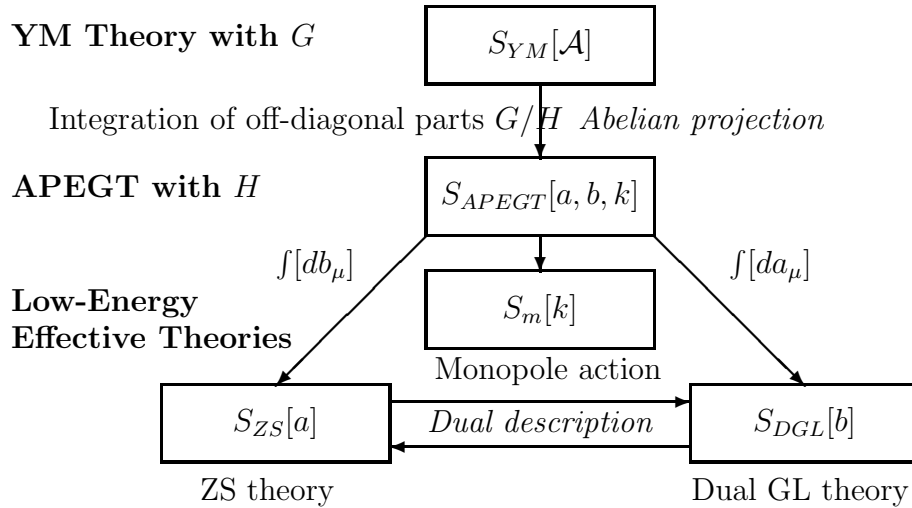 YM Theory with G
S_{YM}[𝒜]
Integration of off-diagonal parts G/H Abelian projection
APEGT with H
S_{APEGT}[a, b, k]
∫[db_μ]
∫[da_μ]
Low-Energy
Effective Theories
S_m[k]
Monopole action
S_{ZS}[a]
Dual description
S_{DGL}[b]
ZS theory
Dual GL theory